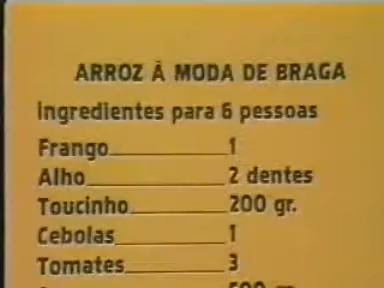 ARROZ À MODA DE BRAGA
Ingredientes para 6 pessoas
Frango 1
Alho 2 dentes
Toucinho 200 gr.
Cebolas 1
Tomates 3